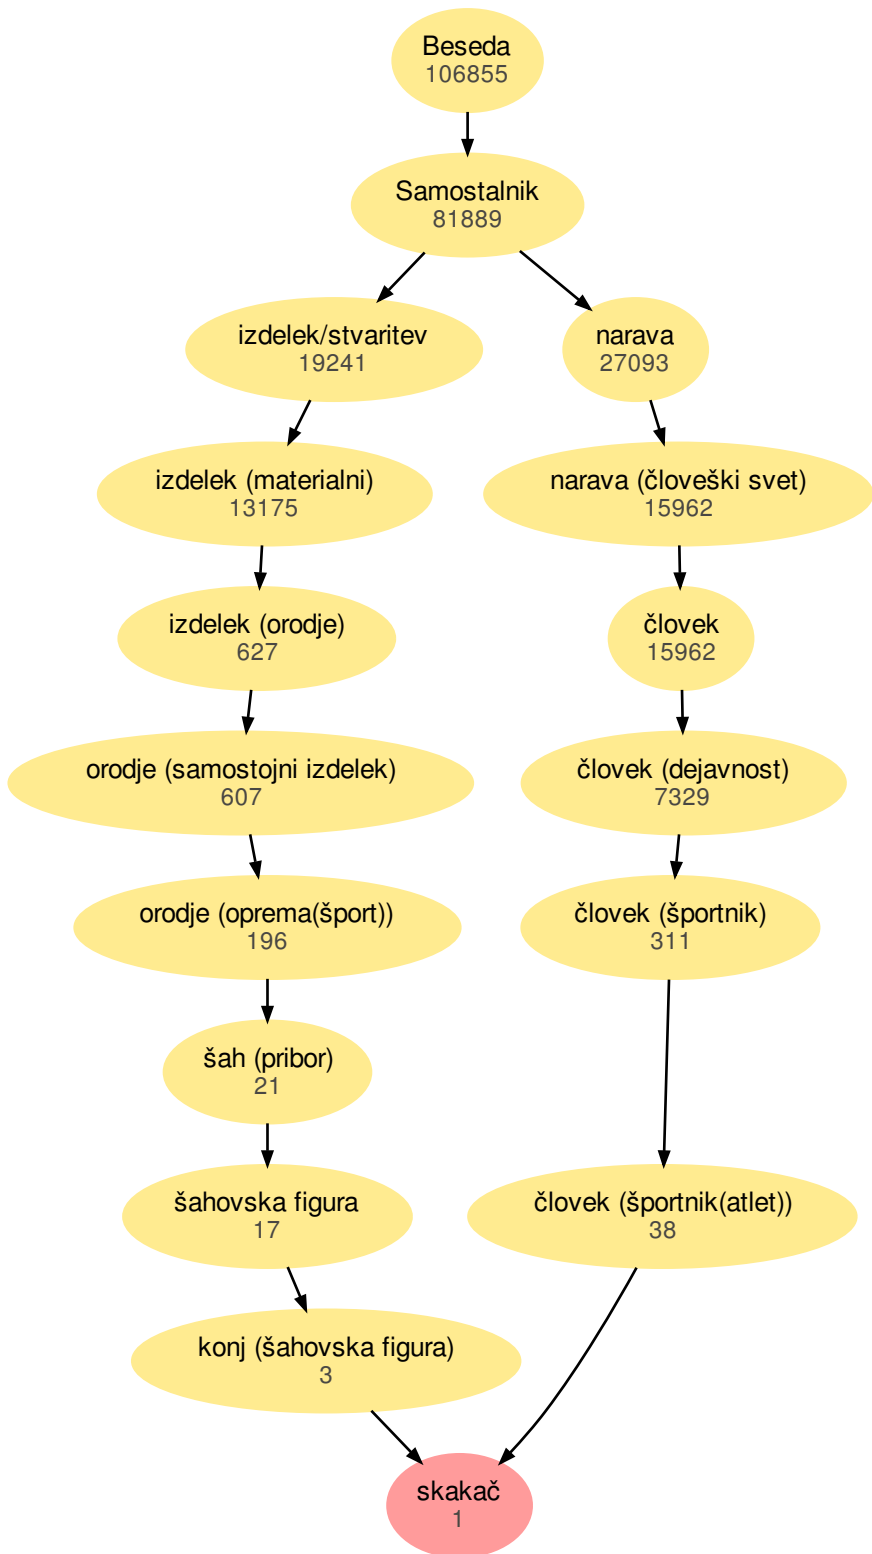 Beseda
106855
Samostalnik
81889
izdelek/stvaritev
19241
narava
27093
izdelek (materialni)
13175
narava (človeški svet)
15962
izdelek (orodje)
627
človek
15962
orodje (samostojni izdelek)
607
človek (dejavnost)
7329
orodje (oprema(šport))
196
človek (športnik)
311
šah (pribor)
21
šahovska figura
17
človek (športnik(atlet))
38
konj (šahovska figura)
3
skakač
1